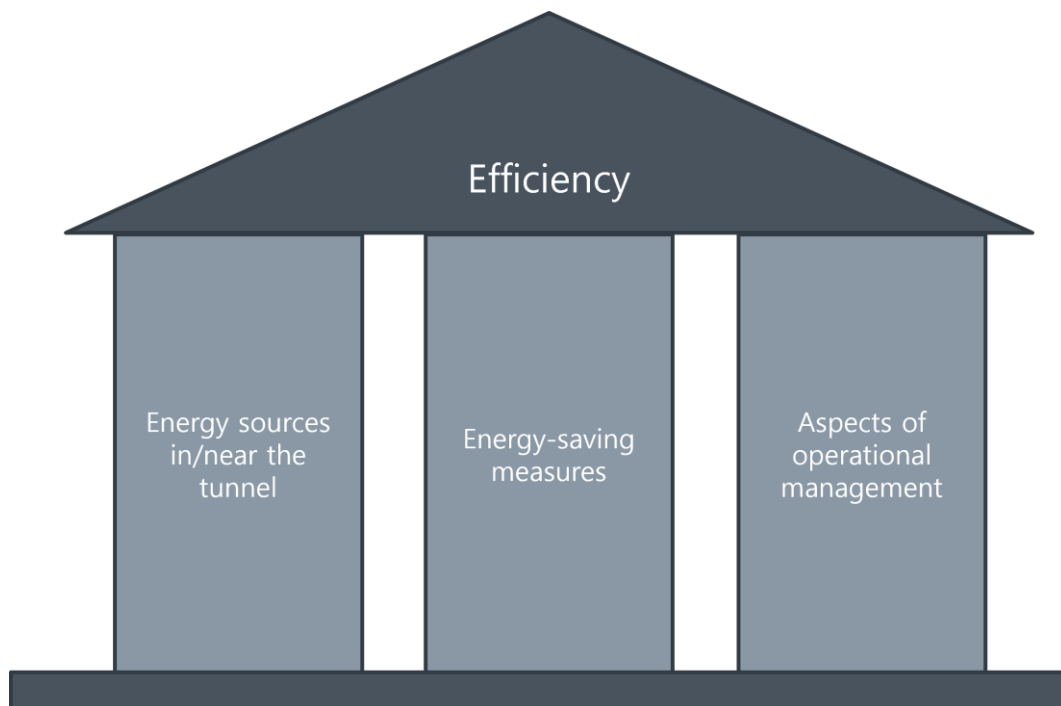 Efficiency
Energy sources
in/near the
tunnel
Energy-saving
measures
Aspects of
operational
management